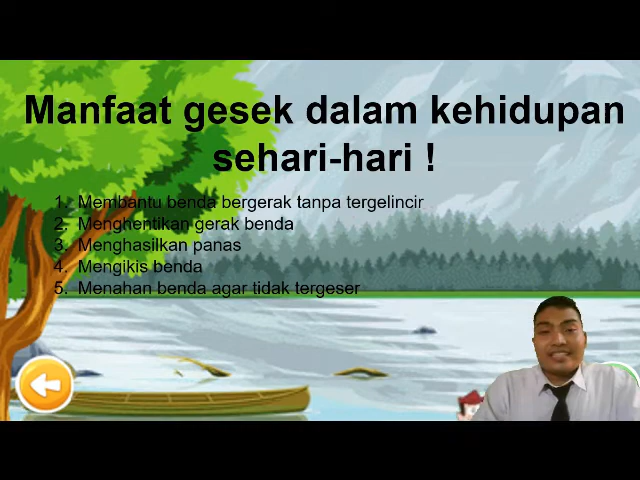 Manfaat gesek dalam kehidupan
sehari-hari !
1. Membantu benda bergerak tanpa tergelincir
2. Menghentikan gerak benda
3. Menghasilkan panas
4. Mengikis benda
5. Menahan benda agar tidak tergeser